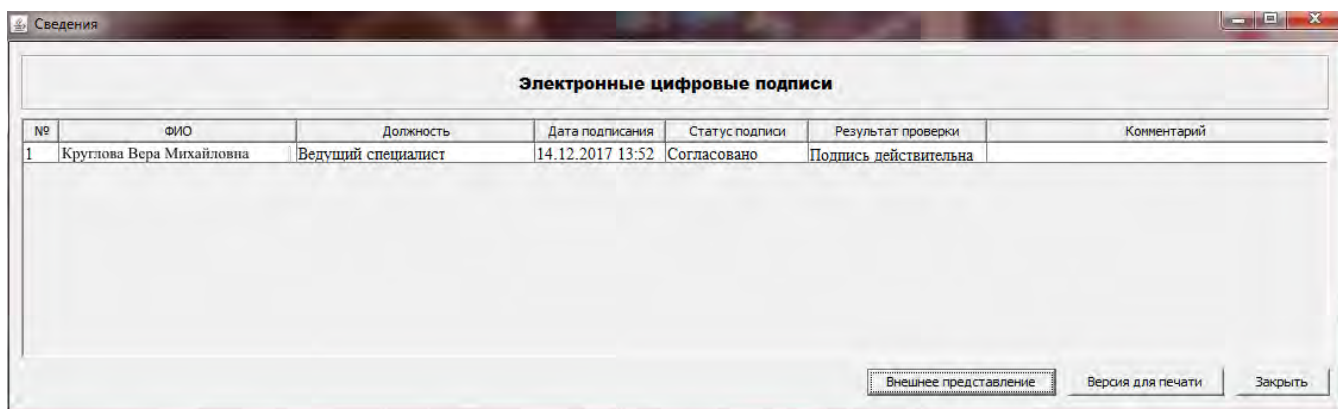 Сведения
Электронные цифровые подписи
№ ФИО Должность Дата подписания Статус подписи Результат проверки Комментарий
1 Круглова Вера Михайловна Ведущий специалист 14.12.2017 13:52 Согласовано Подпись действительна
Внешнее представление Версия для печати Закрыть